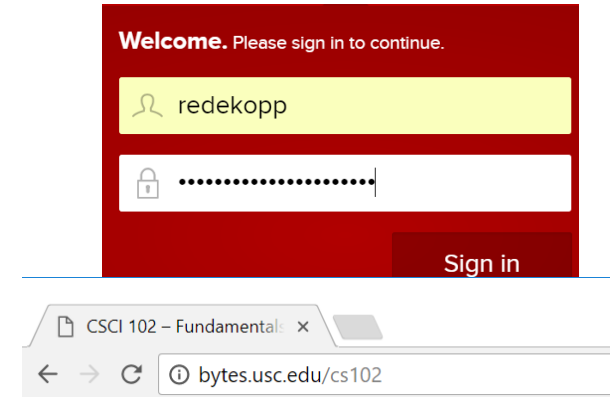 Welcome. Please sign in to continue.
redekopp
••••••••••••••••••••••
Sign in
CSCI 102 – Fundamentals
bytes.usc.edu/cs102